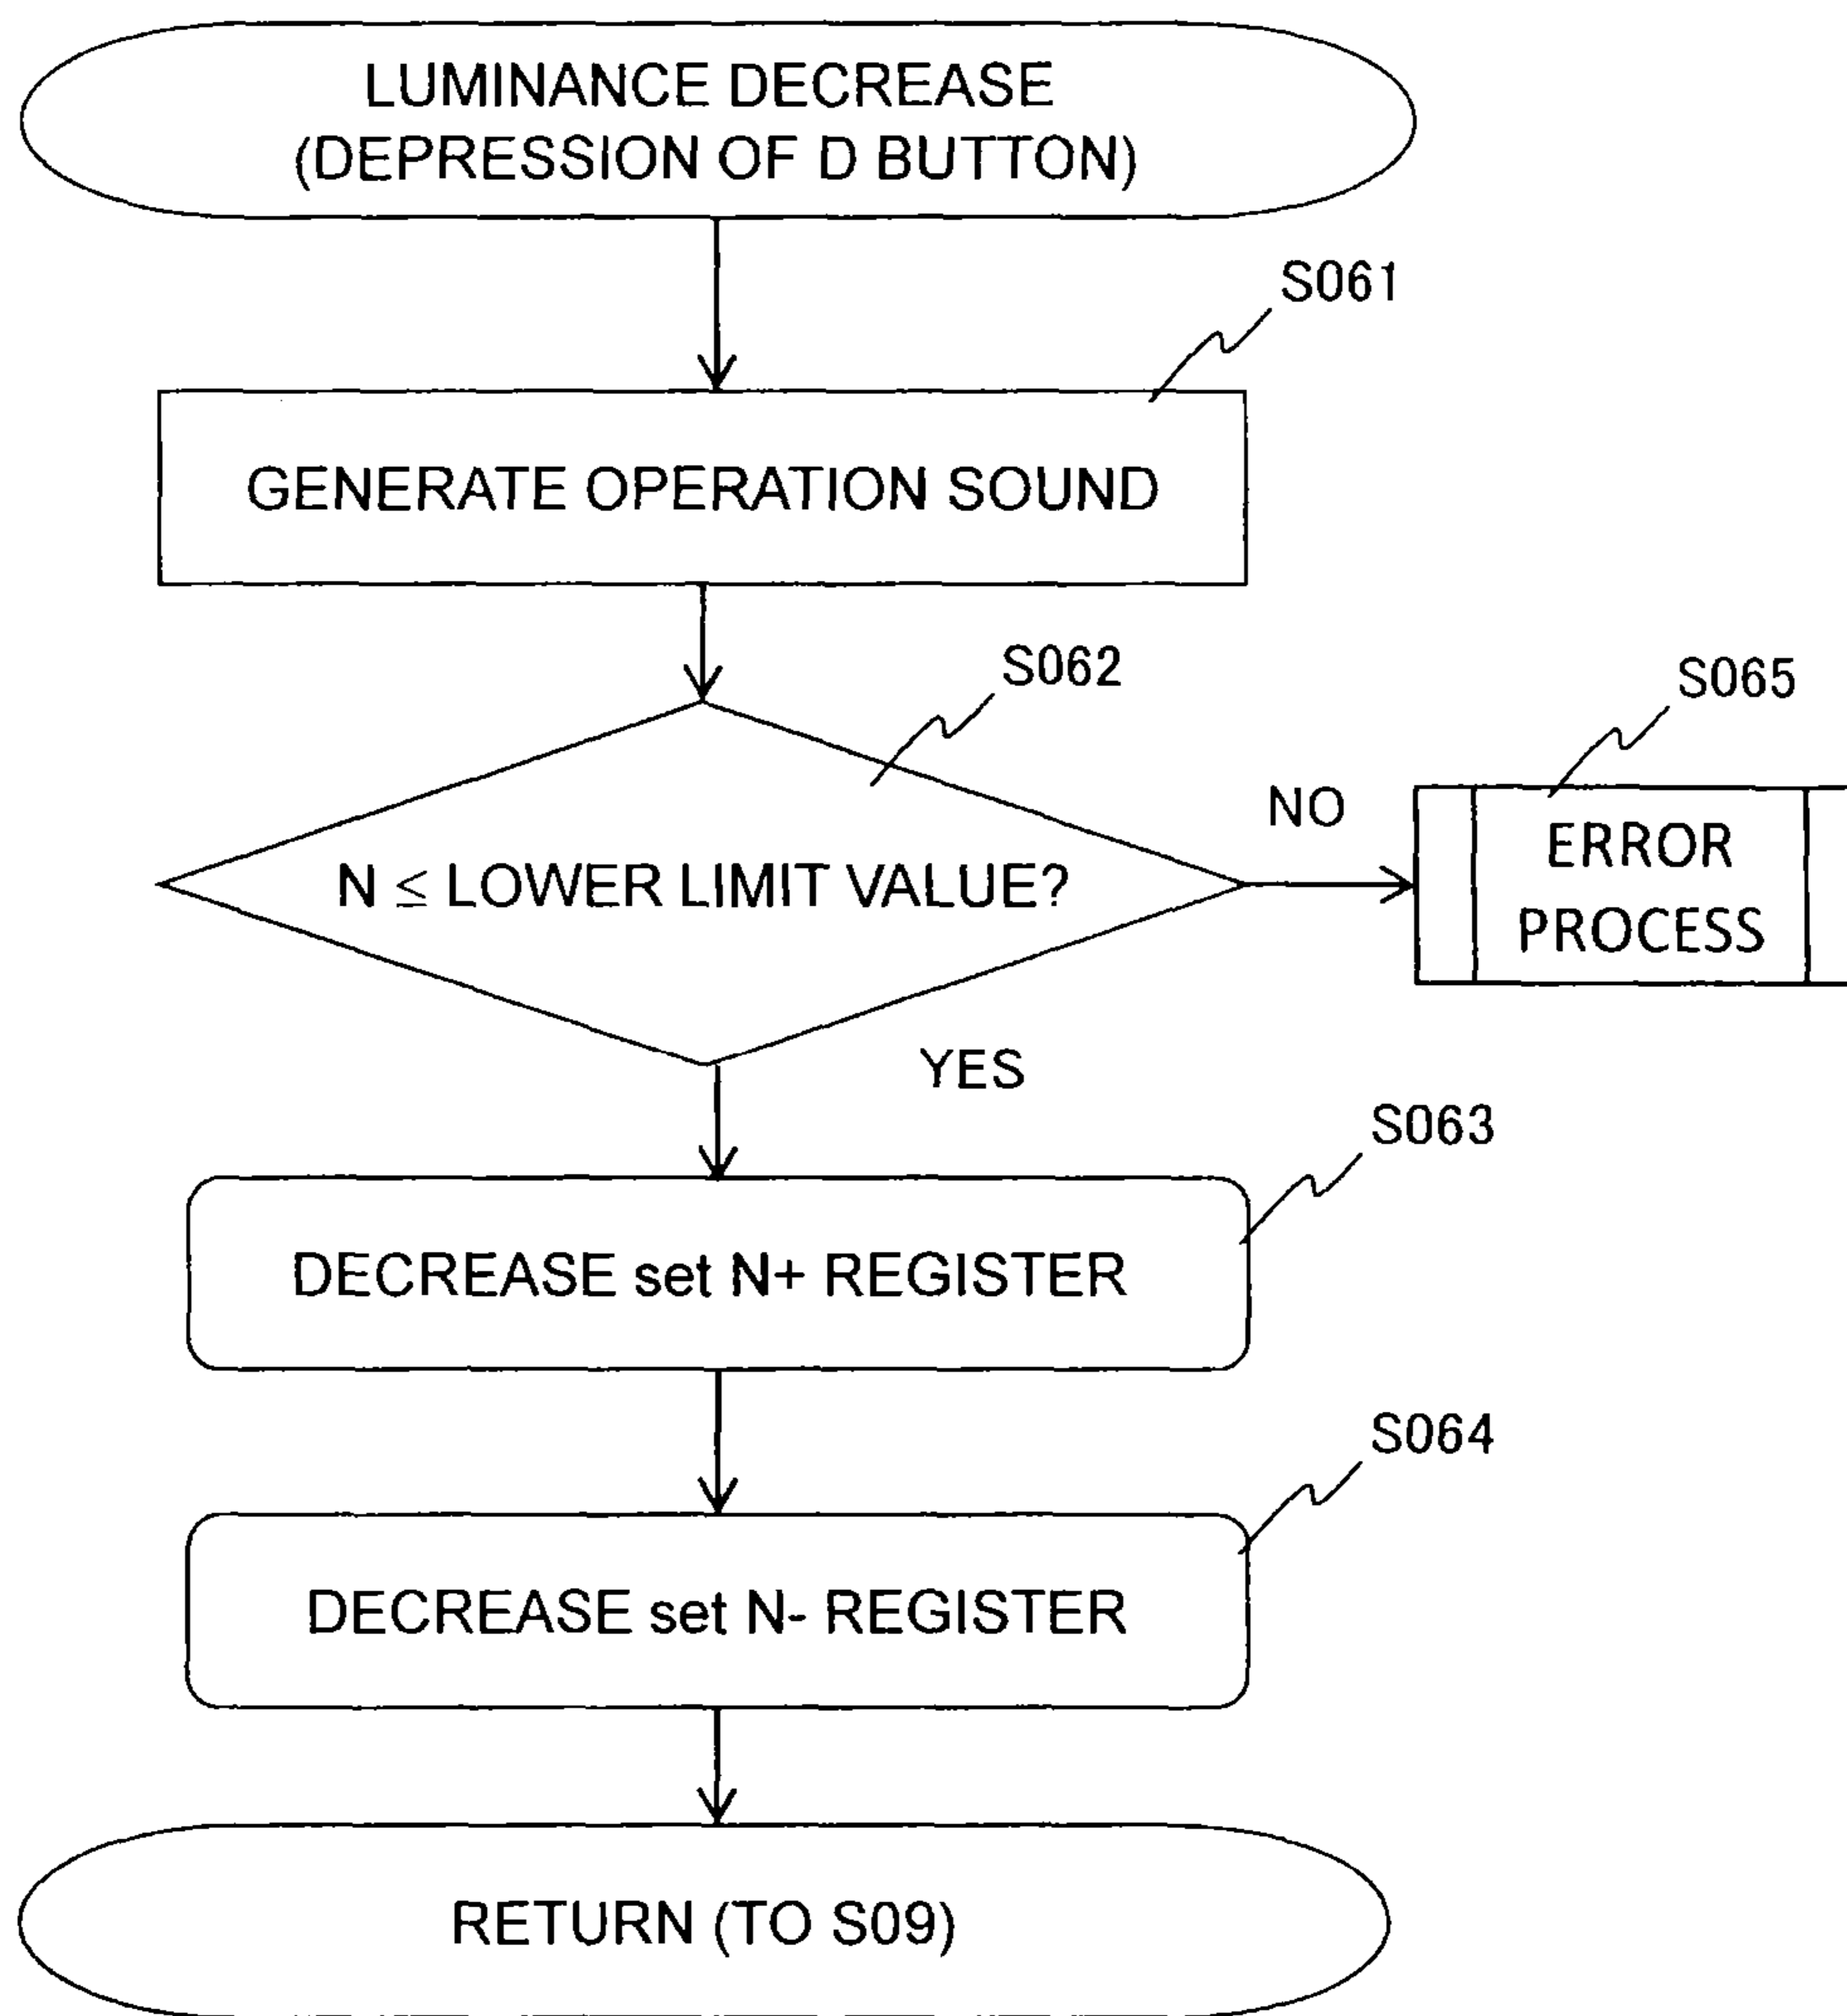 LUMINANCE DECREASE
(DEPRESSION OF D BUTTON)
S061
GENERATE OPERATION SOUND
S062
S065
NO
N ≤ LOWER LIMIT VALUE?
ERROR
PROCESS
YES
S063
DECREASE set N+ REGISTER
S064
DECREASE set N- REGISTER
RETURN (TO S09)